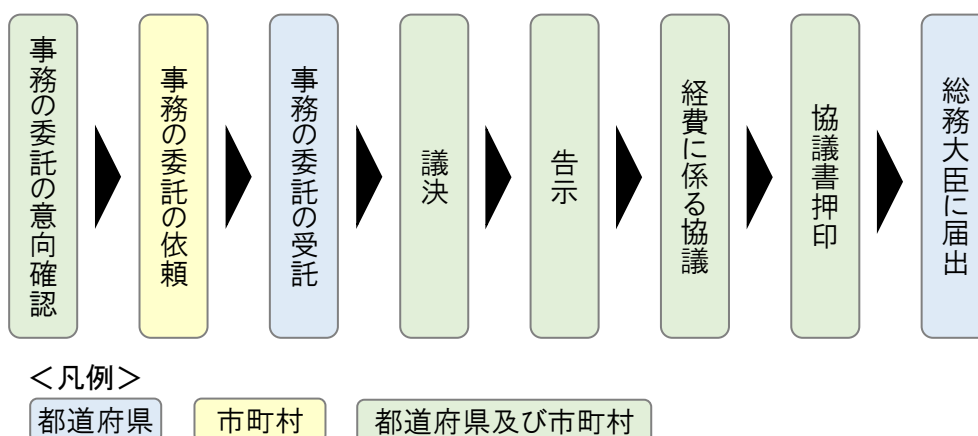 事務の委託の意向確認
事務の委託の依頼
事務の委託の受託
議決
告示
経費に係る協議
協議書押印
総務大臣に届出
＜凡例＞
都道府県
市町村
都道府県及び市町村